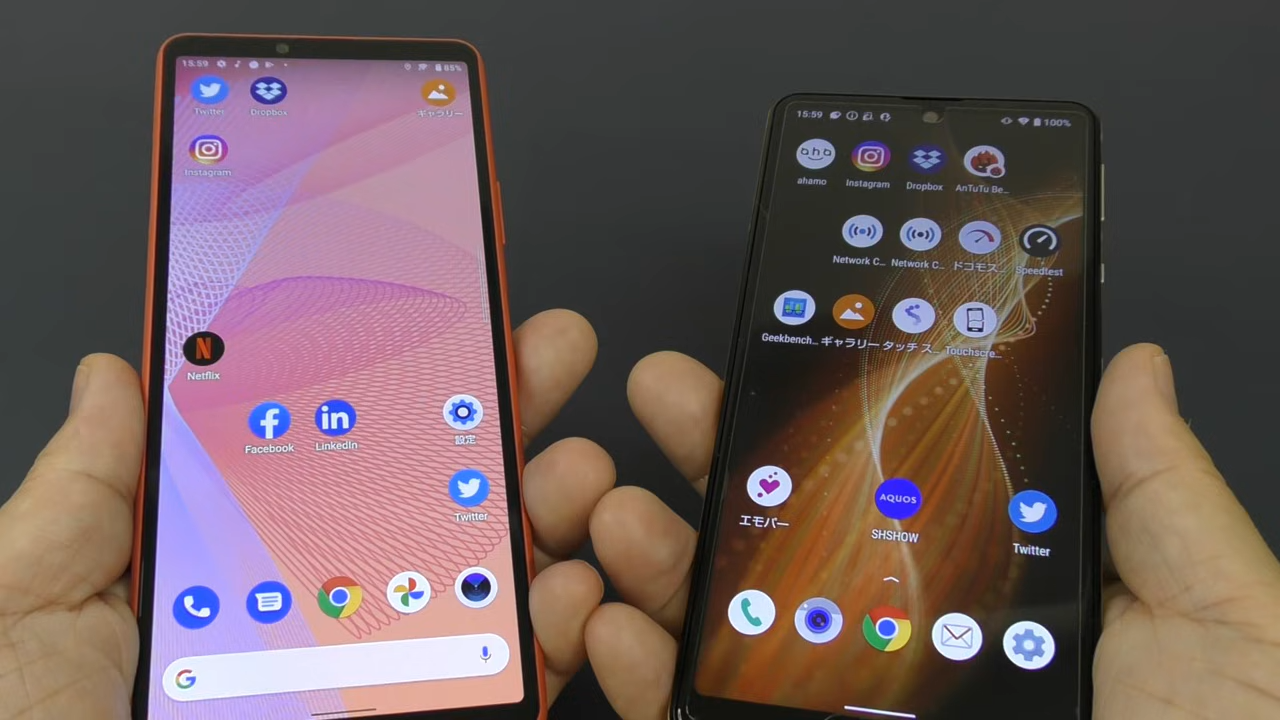 15:59
85%
Twitter
Dropbox
ギャラリー
Instagram
Netflix
Facebook
LinkedIn
設定
Twitter
15:59
100%
aha
ahamo
Instagram
Dropbox
AnTuTu Be...
Network C...
Network C...
ドコモス...
Speedtest
Geekbench...
ギャラリー
タッチ ス...
Touchscre...
エモパー
AQUOS
SHSHOW
Twitter